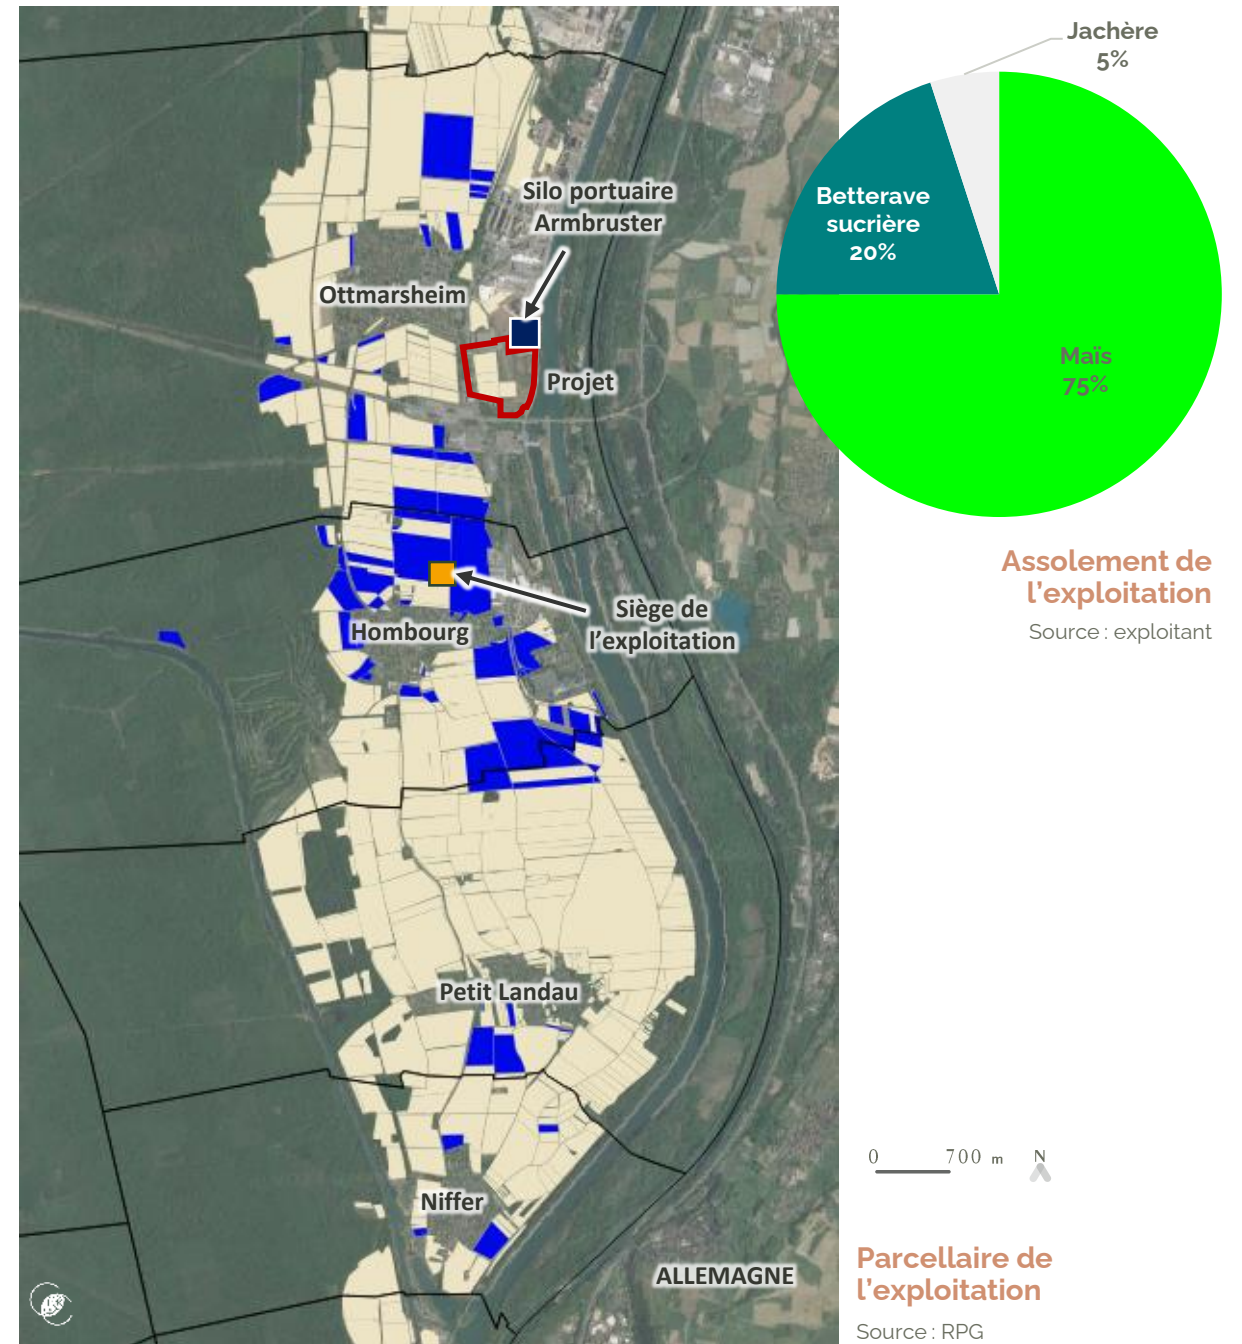 Jachère
5%
Betterave
sucrière
20%
Maïs
75%
Assolement de
l’exploitation
Source : exploitant
Silo portuaire
Armbruster
Ottmarsheim
Projet
Siège de
l’exploitation
Hombourg
Petit Landau
Niffer
ALLEMAGNE
0 700 m N
Parcellaire de
l’exploitation
Source : RPG